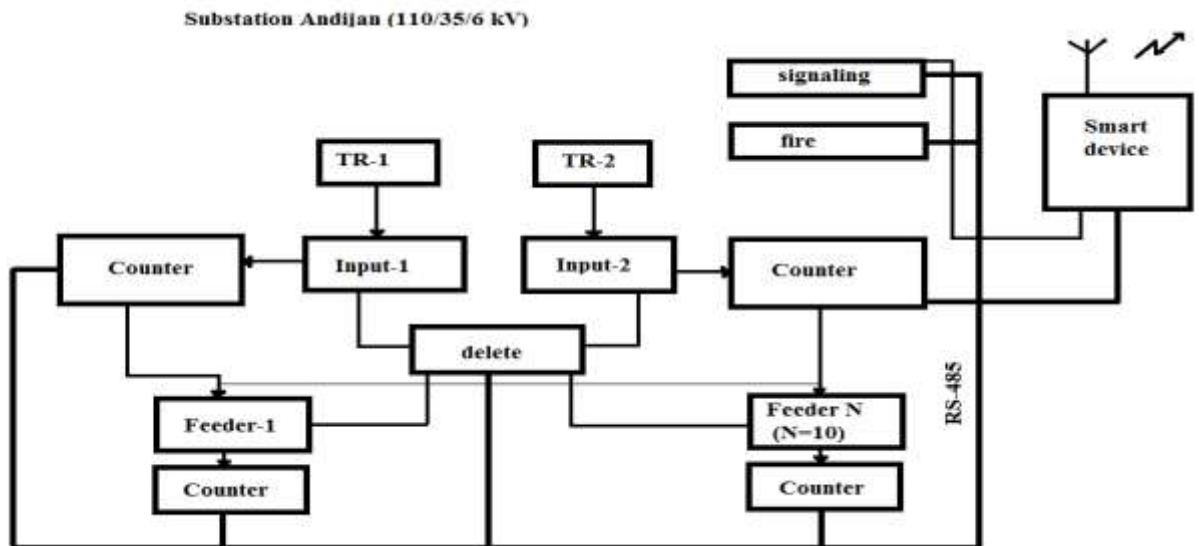 Substation Andijan (110/35/6 kV)
signaling
fire
Smart
device
TR-1
TR-2
Counter
Input-1
Input-2
Counter
delete
RS-485
Feeder-1
Feeder N
(N=10)
Counter
Counter